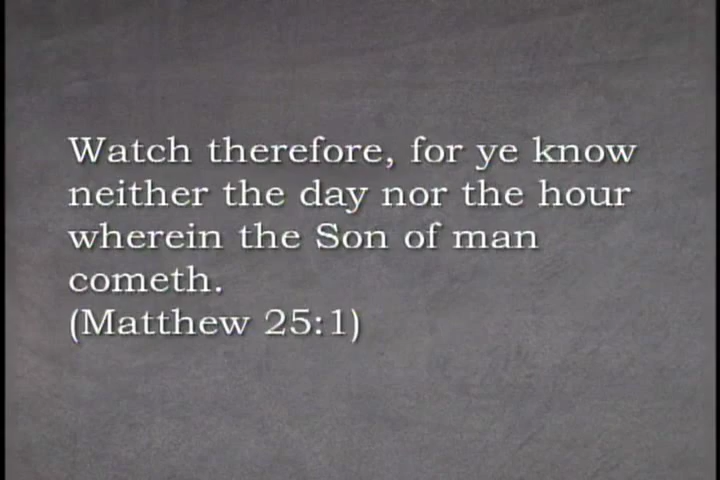 Watch therefore, for ye know
neither the day nor the hour
wherein the Son of man
cometh.
(Matthew 25:1)